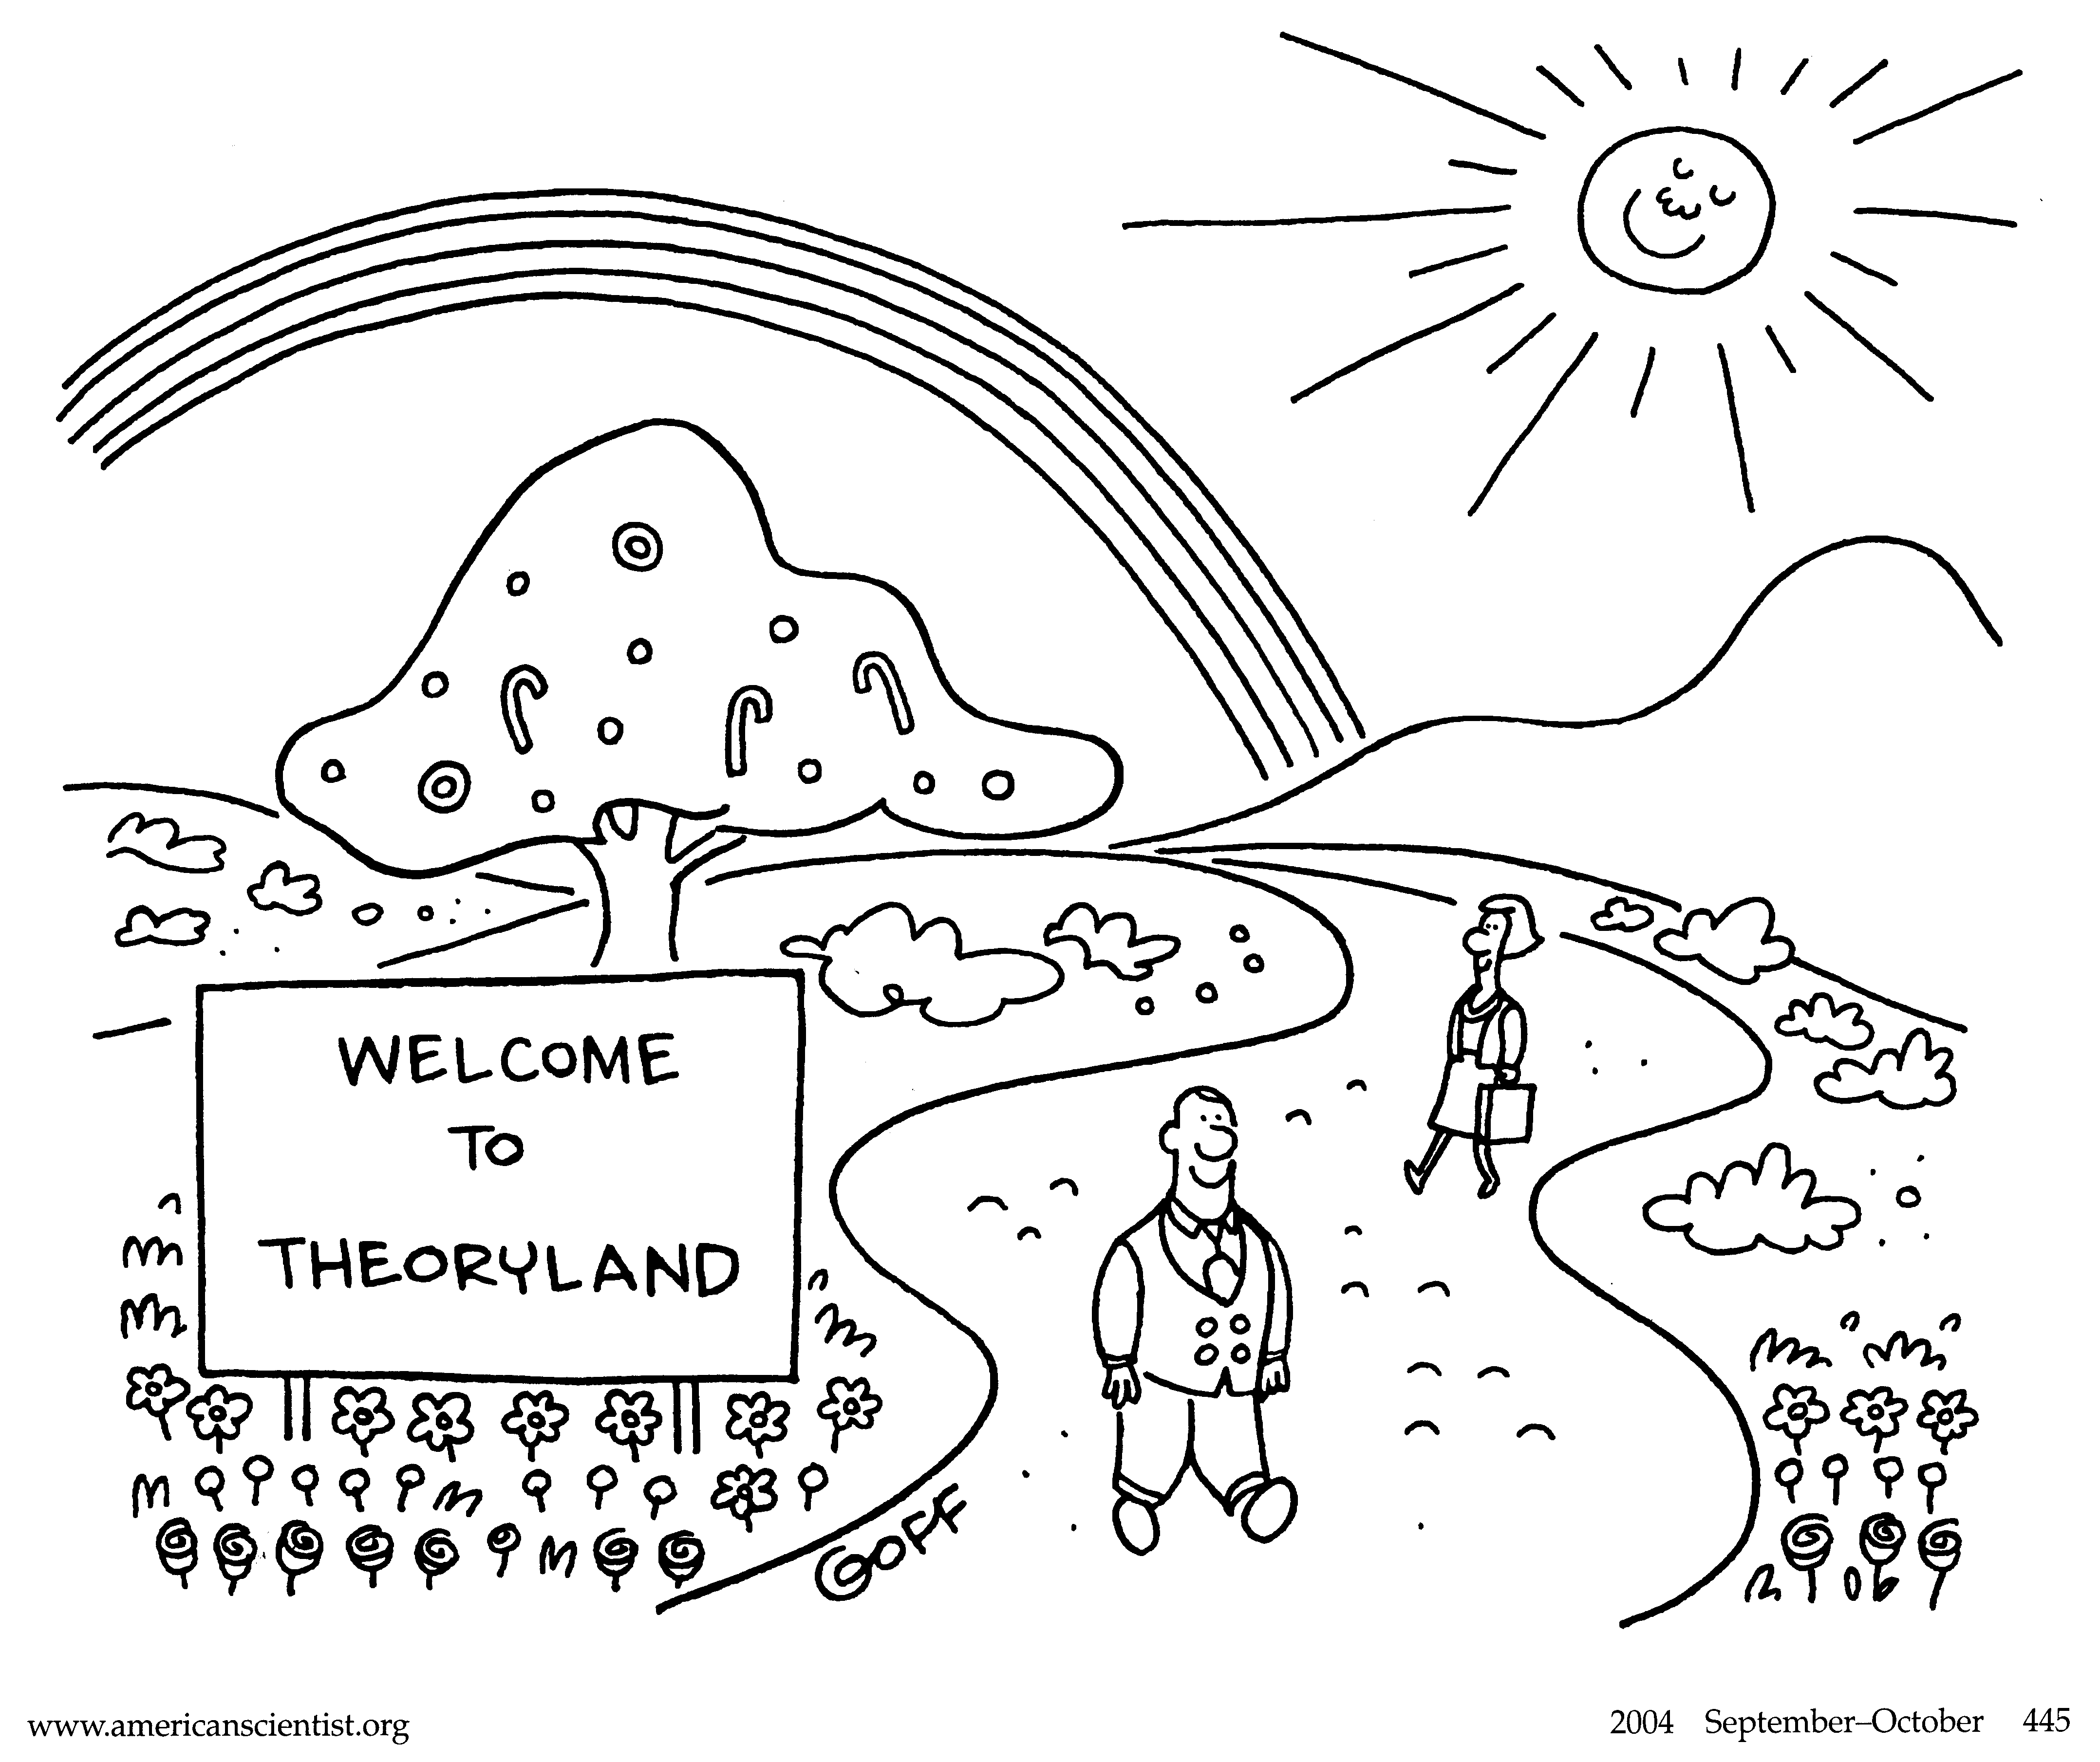 WELCOME
TO
THEORYLAND
GOFF
www.americanscientist.org
2004 September–October 445